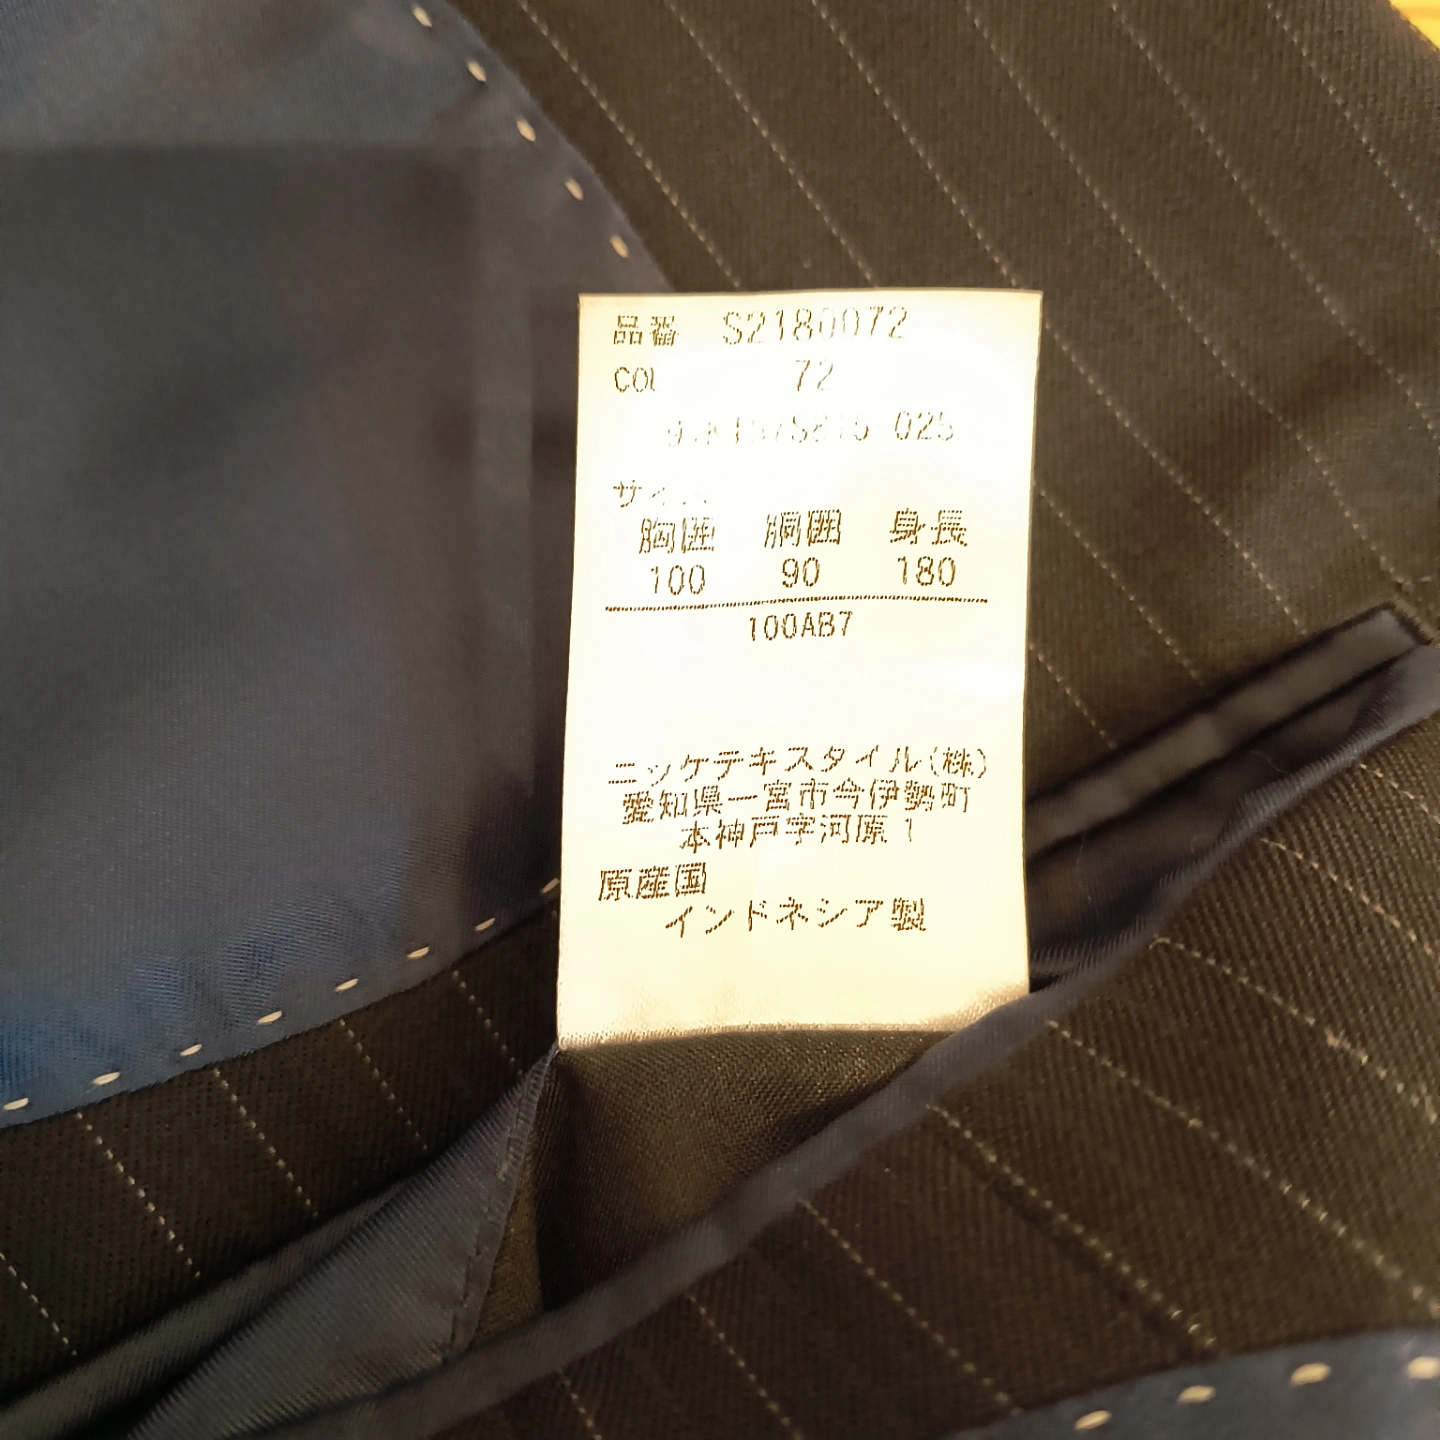 品番 S2180072
COL 72
025
サイズ
胸囲 胴囲 身長
100 90 180
100AB7
ニッケテキスタイル(株)
愛知県一宮市今伊勢町
本神戸字河原1
原産国
インドネシア製